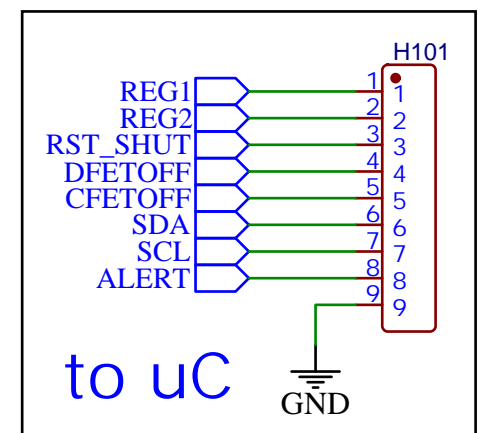 H101
REG1 1 1
REG2 2 2
RST_SHUT 3 3
DFETOFF 4 4
CFETOFF 5 5
SDA 6 6
SCL 7 7
ALERT 8 8
9 9
to uC
GND